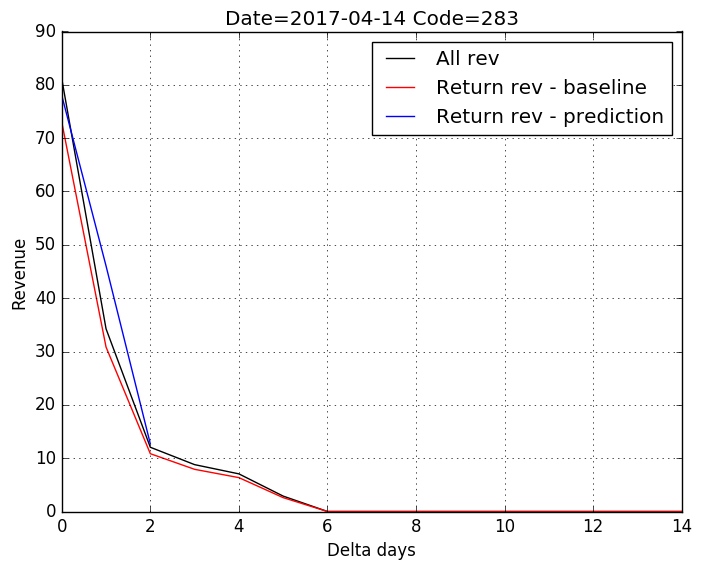 Date=2017-04-14 Code=283
90
80
70
60
50
40
30
20
10
0
Revenue
All rev
Return rev - baseline
Return rev - prediction
0 2 4 6 8 10 12 14
Delta days